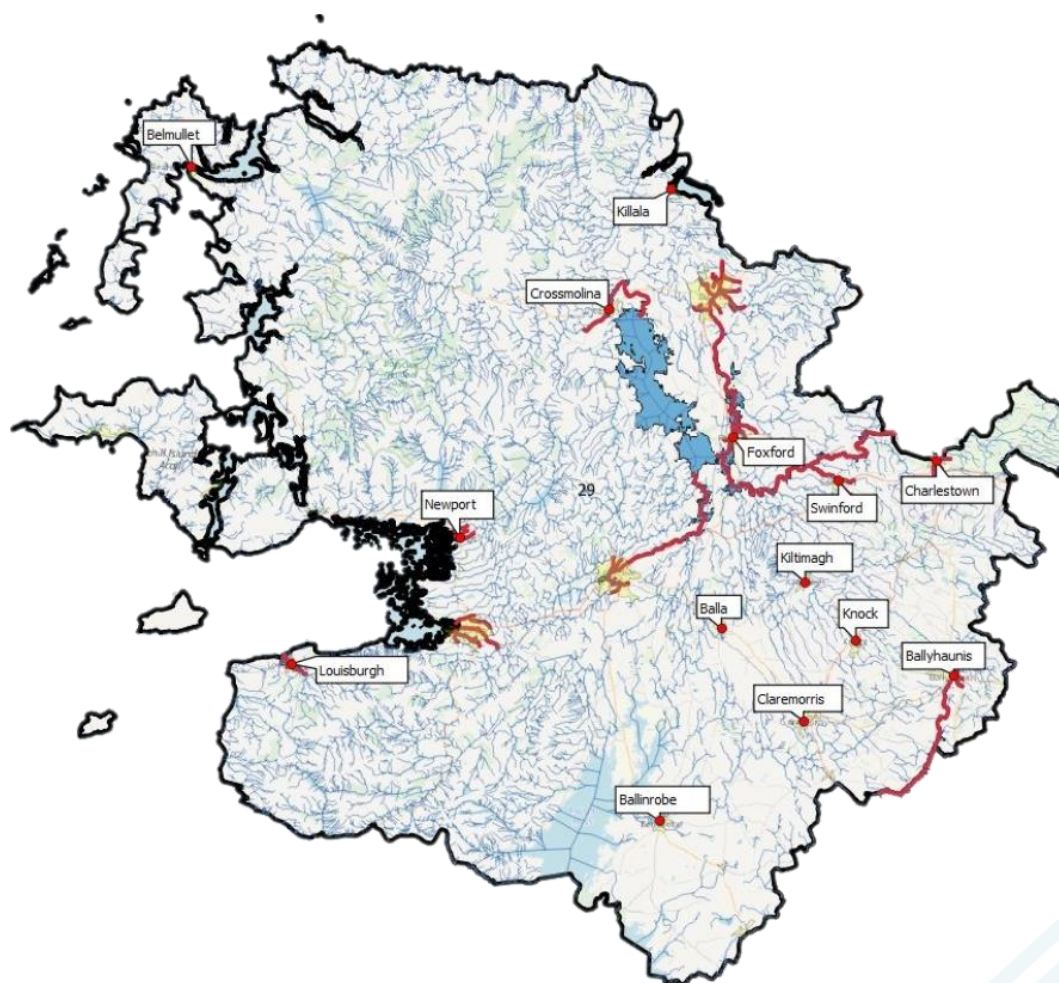 Belmullet
Killala
Crossmolina
Foxford
Charlestown
Swinford
29
Newport
Kiltimagh
Balla
Knock
Louisburgh
Ballyhaunis
Claremorris
Ballinrobe